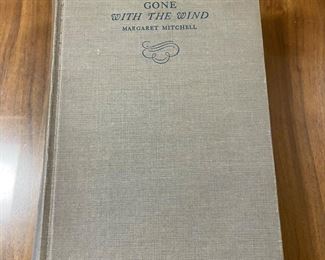 GONE
WITH THE WIND
MARGARET MITCHELL